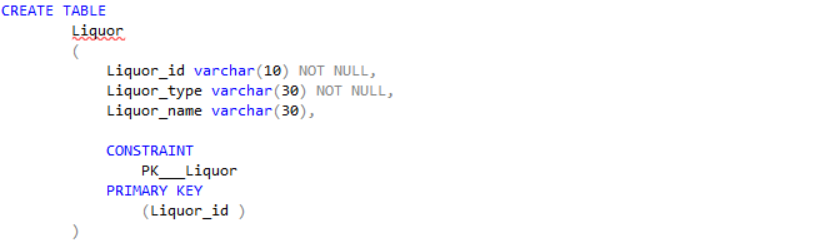 CREATE TABLE
Liquor
(
Liquor_id varchar(10) NOT NULL,
Liquor_type varchar(30) NOT NULL,
Liquor_name varchar(30),
CONSTRAINT
PK___Liquor
PRIMARY KEY
(Liquor_id )
)